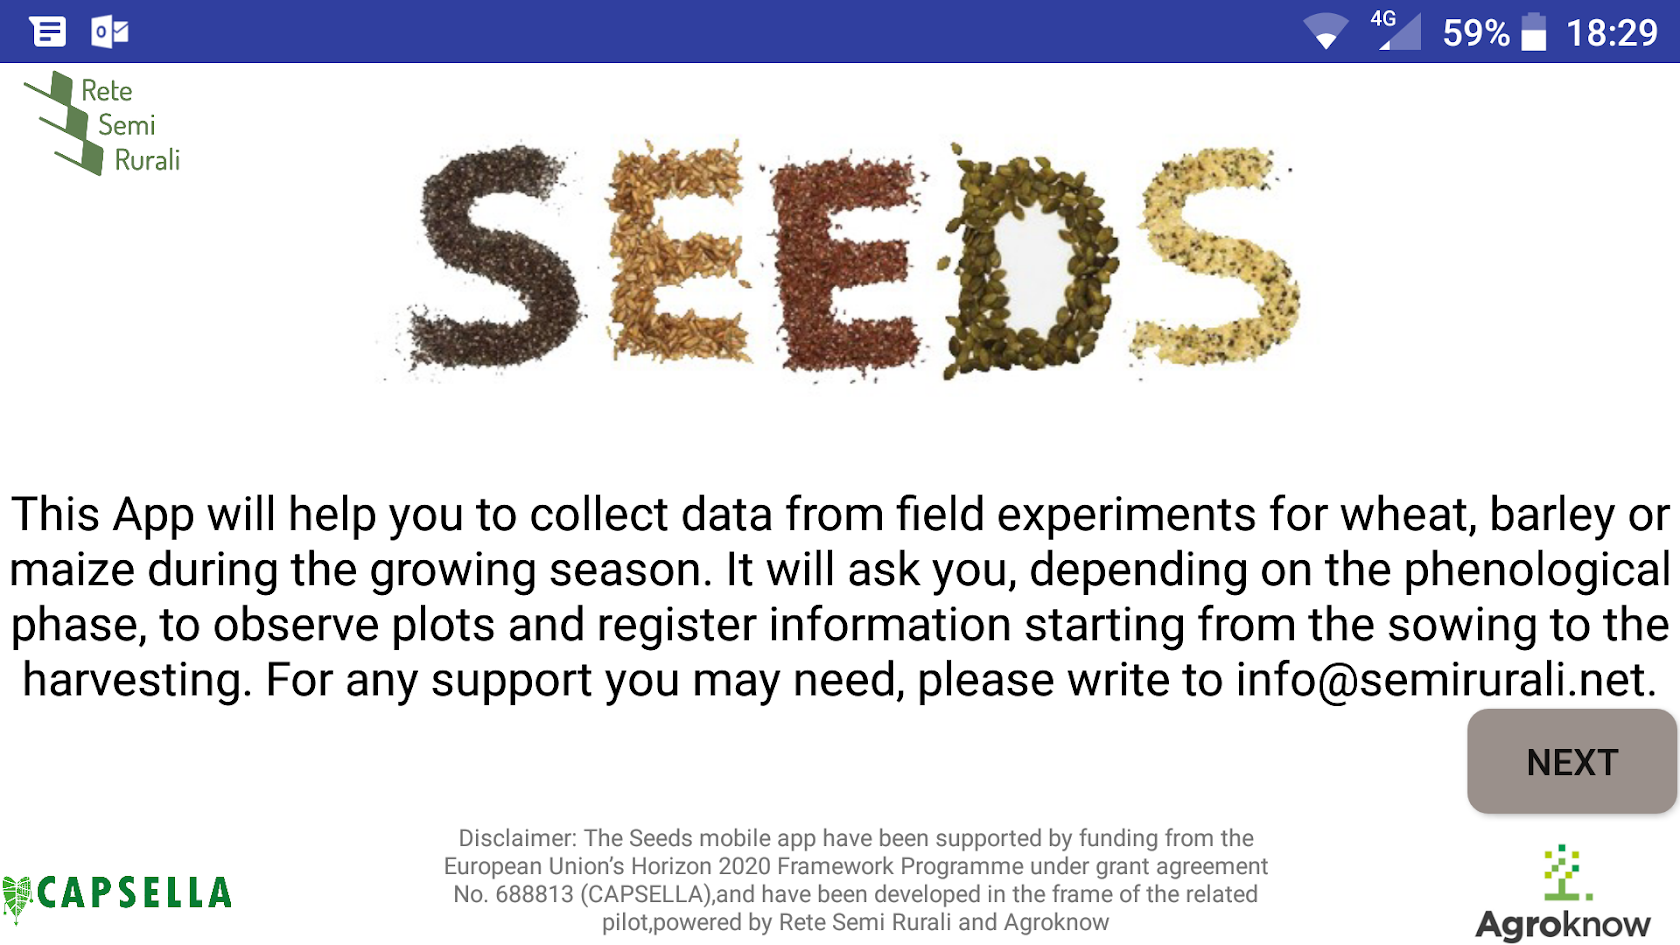 4G 59% 18:29
Rete
Semi
Rurali
SEEDS
This App will help you to collect data from field experiments for wheat, barley or
maize during the growing season. It will ask you, depending on the phenological
phase, to observe plots and register information starting from the sowing to the
harvesting. For any support you may need, please write to info@semirurali.net.
NEXT
Disclaimer: The Seeds mobile app have been supported by funding from the
European Union’s Horizon 2020 Framework Programme under grant agreement
No. 688813 (CAPSELLA),and have been developed in the frame of the related
pilot,powered by Rete Semi Rurali and Agroknow
CAPSELLA
Agroknow